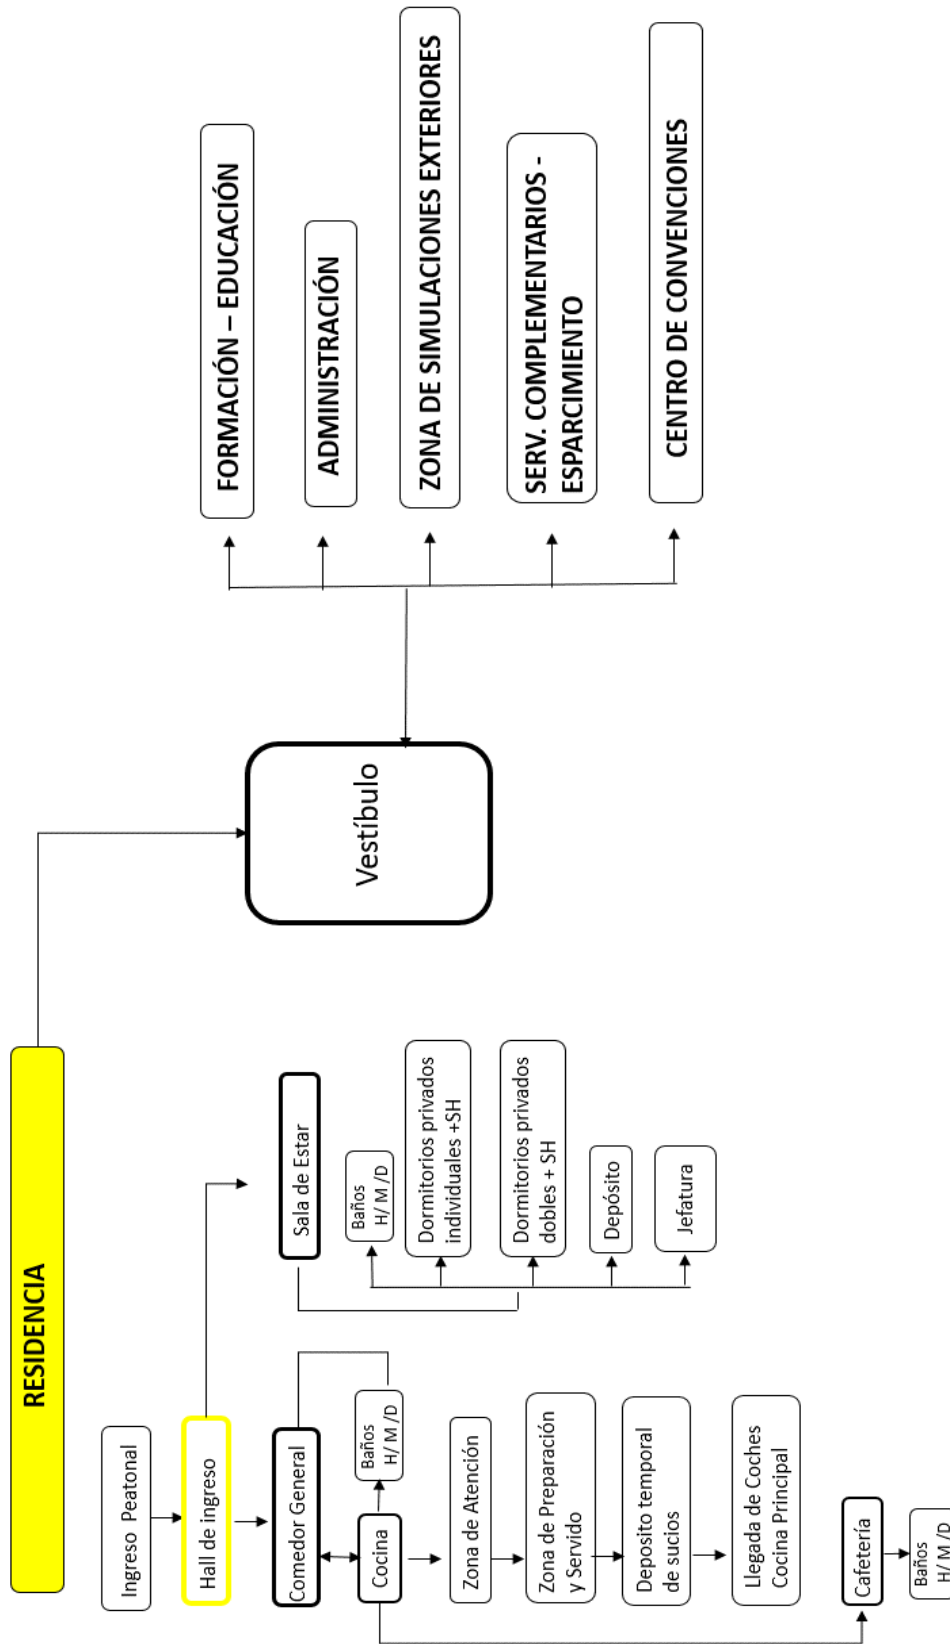 RESIDENCIA
Ingreso Peatonal
Hall de Ingreso
Comedor General
Baños
H/ M /D
Cocina
Zona de Atención
Zona de Preparación
y Servido
Deposito temporal
de sucios
Llegada de Coches
Cocina Principal
Cafetería
Baños
H/ M /D
Sala de Estar
Baños
H/ M /D
Dormitorios privados
individuales +SH
Dormitorios privados
dobles + SH
Depósito
Jefatura
Vestíbulo
FORMACIÓN – EDUCACIÓN
ADMINISTRACIÓN
ZONA DE SIMULACIONES EXTERIORES
SERV. COMPLEMENTARIOS -
ESPARCIMIENTO
CENTRO DE CONVENCIONES